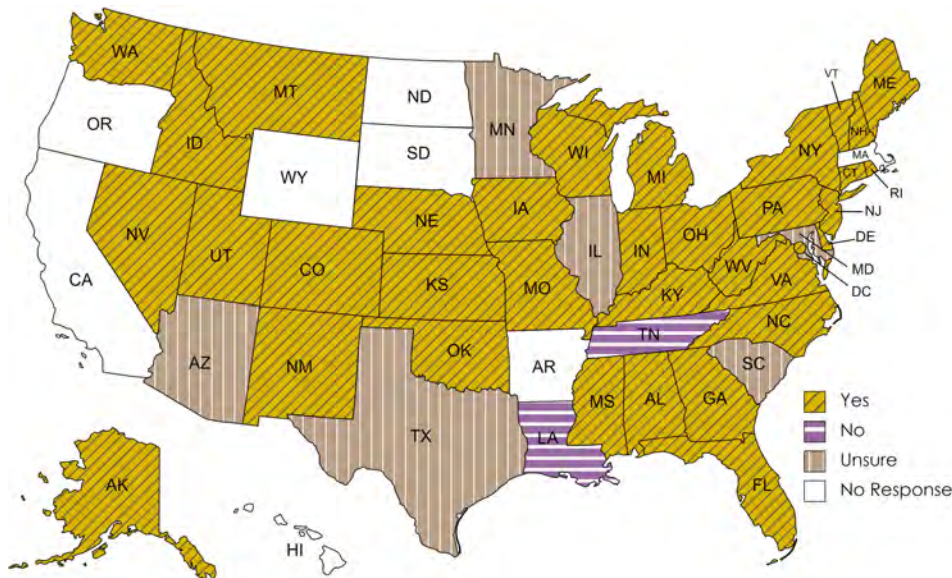 WA
MT
ND
MN
VT
ME
OR
ID
SD
WI
NH
NY
MA
WY
MI
CT
RI
IA
PA
NJ
NE
NV
OH
IN
DE
UT
IL
CO
WV
MD
CA
KS
MO
VA
DC
KY
NC
TN
OK
AZ
NM
AR
SC
MS
AL
GA
Yes
TX
LA
No
Unsure
AK
FL
No Response
HI